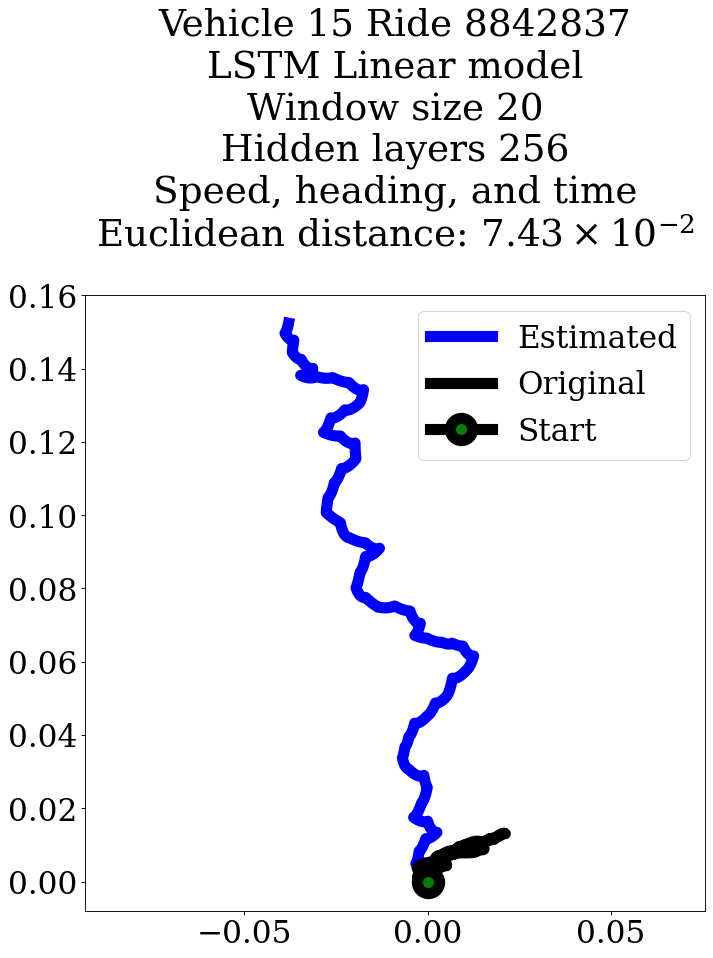 Vehicle 15 Ride 8842837
LSTM Linear model
Window size 20
Hidden layers 256
Speed, heading, and time
Euclidean distance: 7.43 × 10⁻²
0.16
0.14
0.12
0.10
0.08
0.06
0.04
0.02
0.00
Estimated
Original
Start
−0.05
0.00
0.05